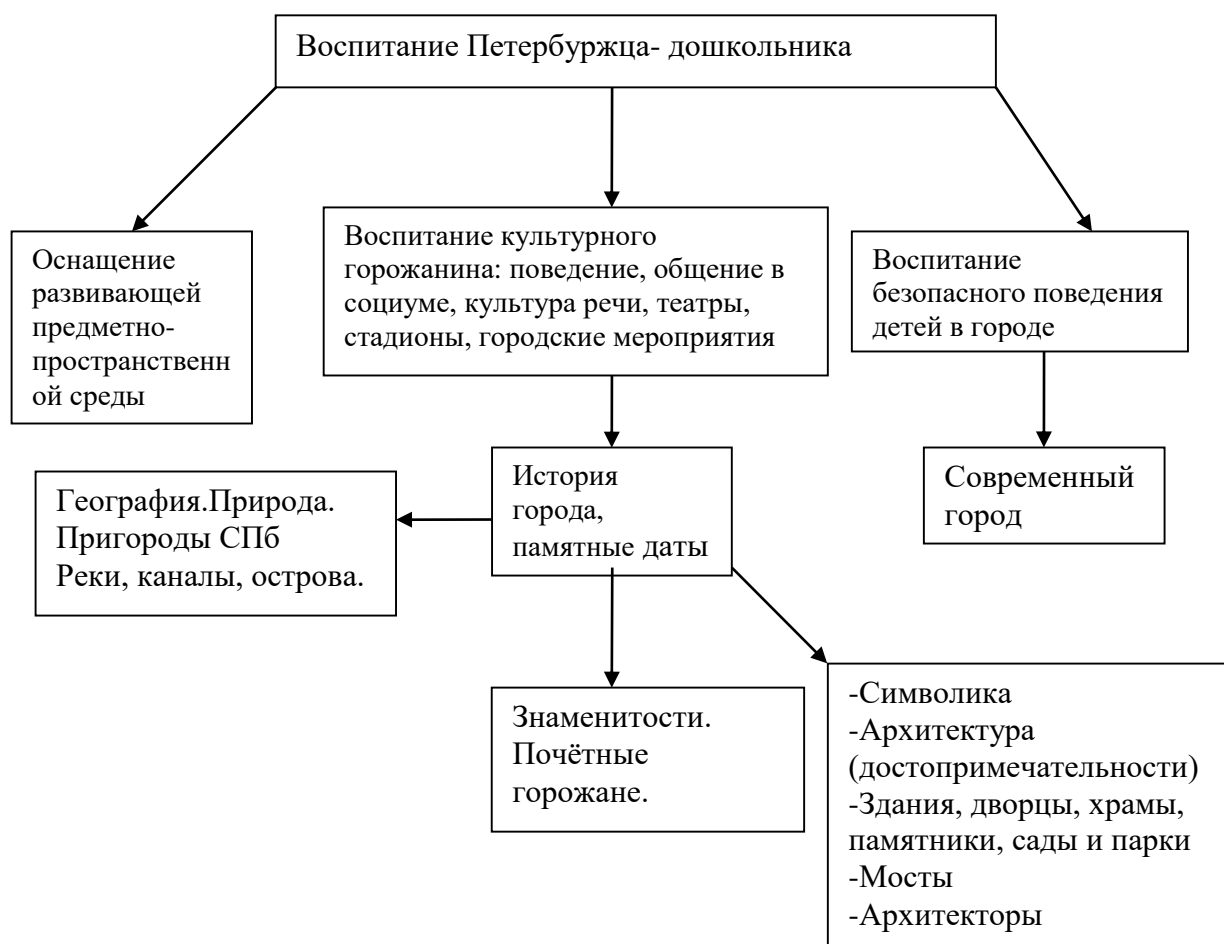 Воспитание Петербуржца- дошкольника
Оснащение
развивающей
предметно-
пространственн
ой среды
Воспитание культурного
горожанина: поведение, общение в
социуме, культура речи, театры,
стадионы, городские мероприятия
Воспитание
безопасного поведения
детей в городе
География.Природа.
Пригороды СПб
Реки, каналы, острова.
История
города,
памятные даты
Современный
город
Знаменитости.
Почётные
горожане.
-Символика
-Архитектура
(достопримечательности)
-Здания, дворцы, храмы,
памятники, сады и парки
-Мосты
-Архитекторы